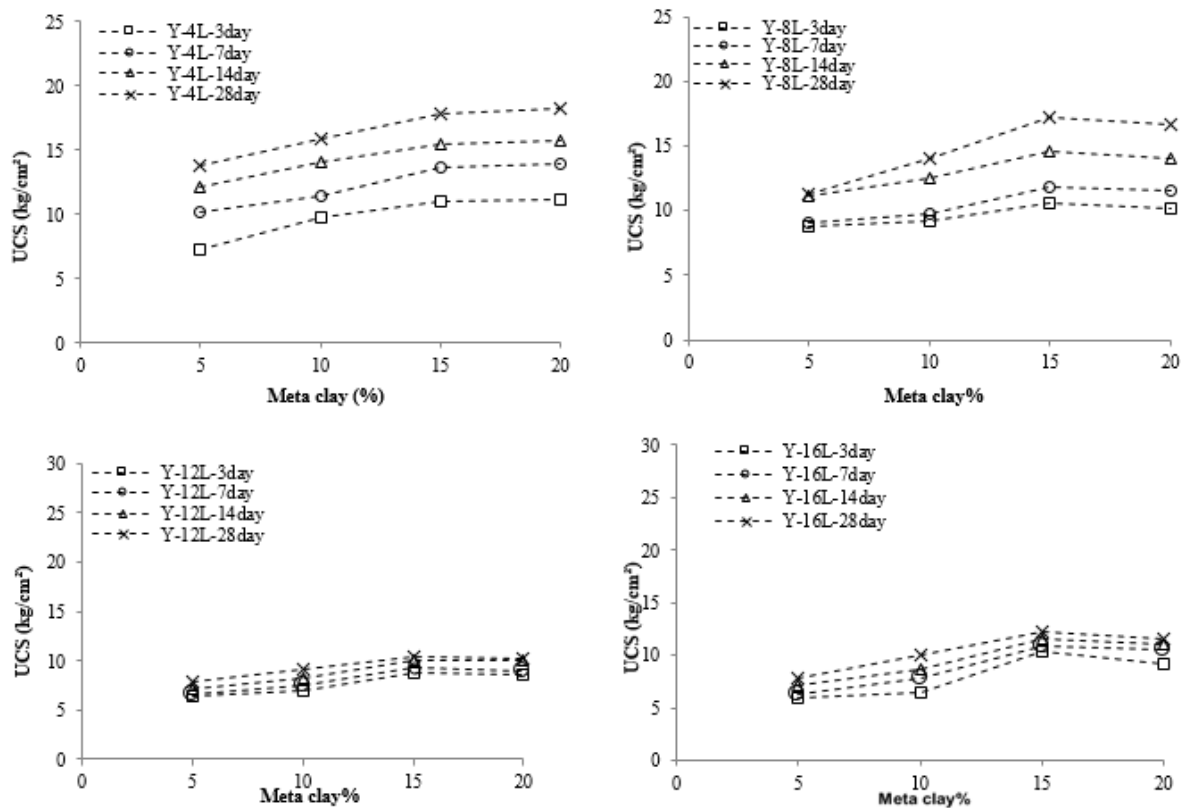 25
20
15
10
5
0
UCS (kg/cm²)
Y-4L-3day
Y-4L-7day
Y-4L-14day
Y-4L-28day
0 5 10 15 20
Meta clay (%)
25
20
15
10
5
0
UCS (kg/cm²)
Y-8L-3day
Y-8L-7day
Y-8L-14day
Y-8L-28day
0 5 10 15 20
Meta clay%
30
25
20
15
10
5
0
UCS (kg/cm²)
Y-12L-3day
Y-12L-7day
Y-12L-14day
Y-12L-28day
0 5 10 15 20
Meta clay%
30
25
20
15
10
5
0
UCS (kg/cm²)
Y-16L-3day
Y-16L-7day
Y-16L-14day
Y-16L-28day
0 5 10 15 20
Meta clay%